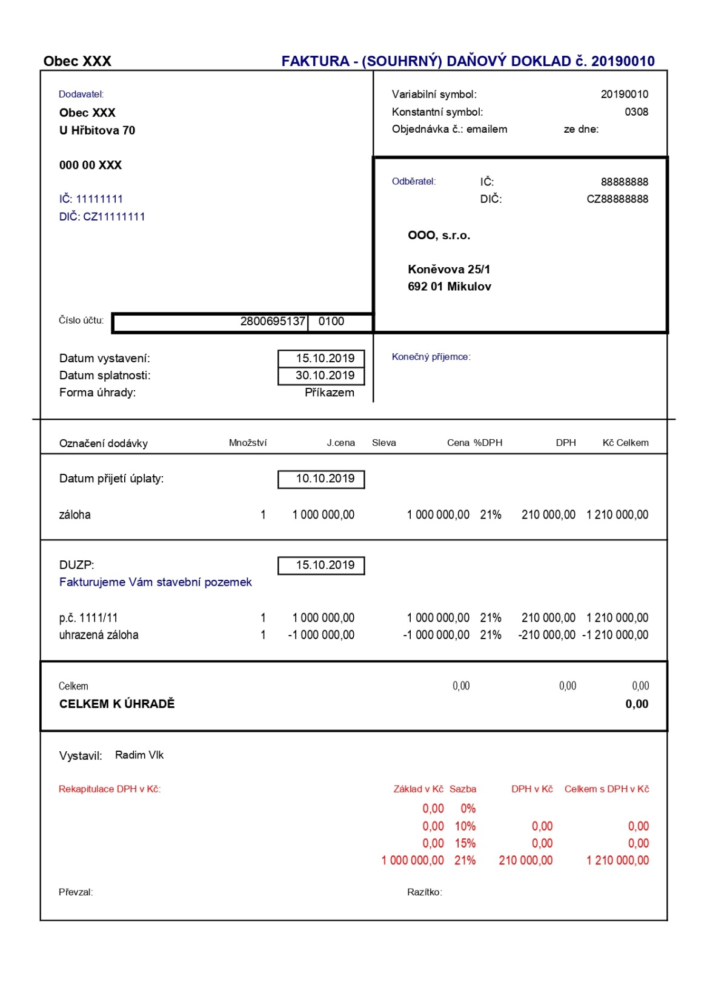 Obec XXX FAKTURA - (SOUHRNÝ) DAŇOVÝ DOKLAD č. 20190010
Dodavatel:
Obec XXX
U Hřbitova 70
000 00 XXX
IČ: 11111111
DIČ: CZ11111111
Variabilní symbol: 20190010
Konstantní symbol: 0308
Objednávka č.: emailem ze dne:
Odběratel: IČ: 88888888
DIČ: CZ88888888
OOO, s.r.o.
Koněvova 25/1
692 01 Mikulov
Číslo účtu: 2800695137 0100
Datum vystavení: 15.10.2019
Datum splatnosti: 30.10.2019
Forma úhrady: Příkazem
Konečný příjemce:
Označení dodávky Množství J.cena Sleva Cena %DPH DPH Kč Celkem
Datum přijetí úplaty: 10.10.2019
záloha 1 1 000 000,00 1 000 000,00 21% 210 000,00 1 210 000,00
DUZP: 15.10.2019
Fakturujeme Vám stavební pozemek
p.č. 1111/11 1 1 000 000,00 1 000 000,00 21% 210 000,00 1 210 000,00
uhrazená záloha 1 -1 000 000,00 -1 000 000,00 21% -210 000,00 -1 210 000,00
Celkem 0,00 0,00 0,00
CELKEM K ÚHRADĚ 0,00
Vystavil: Radim Vlk
Rekapitulace DPH v Kč: Základ v Kč Sazba DPH v Kč Celkem s DPH v Kč
0,00 0%
0,00 10% 0,00 0,00
0,00 15% 0,00 0,00
1 000 000,00 21% 210 000,00 1 210 000,00
Převzal: Razítko: